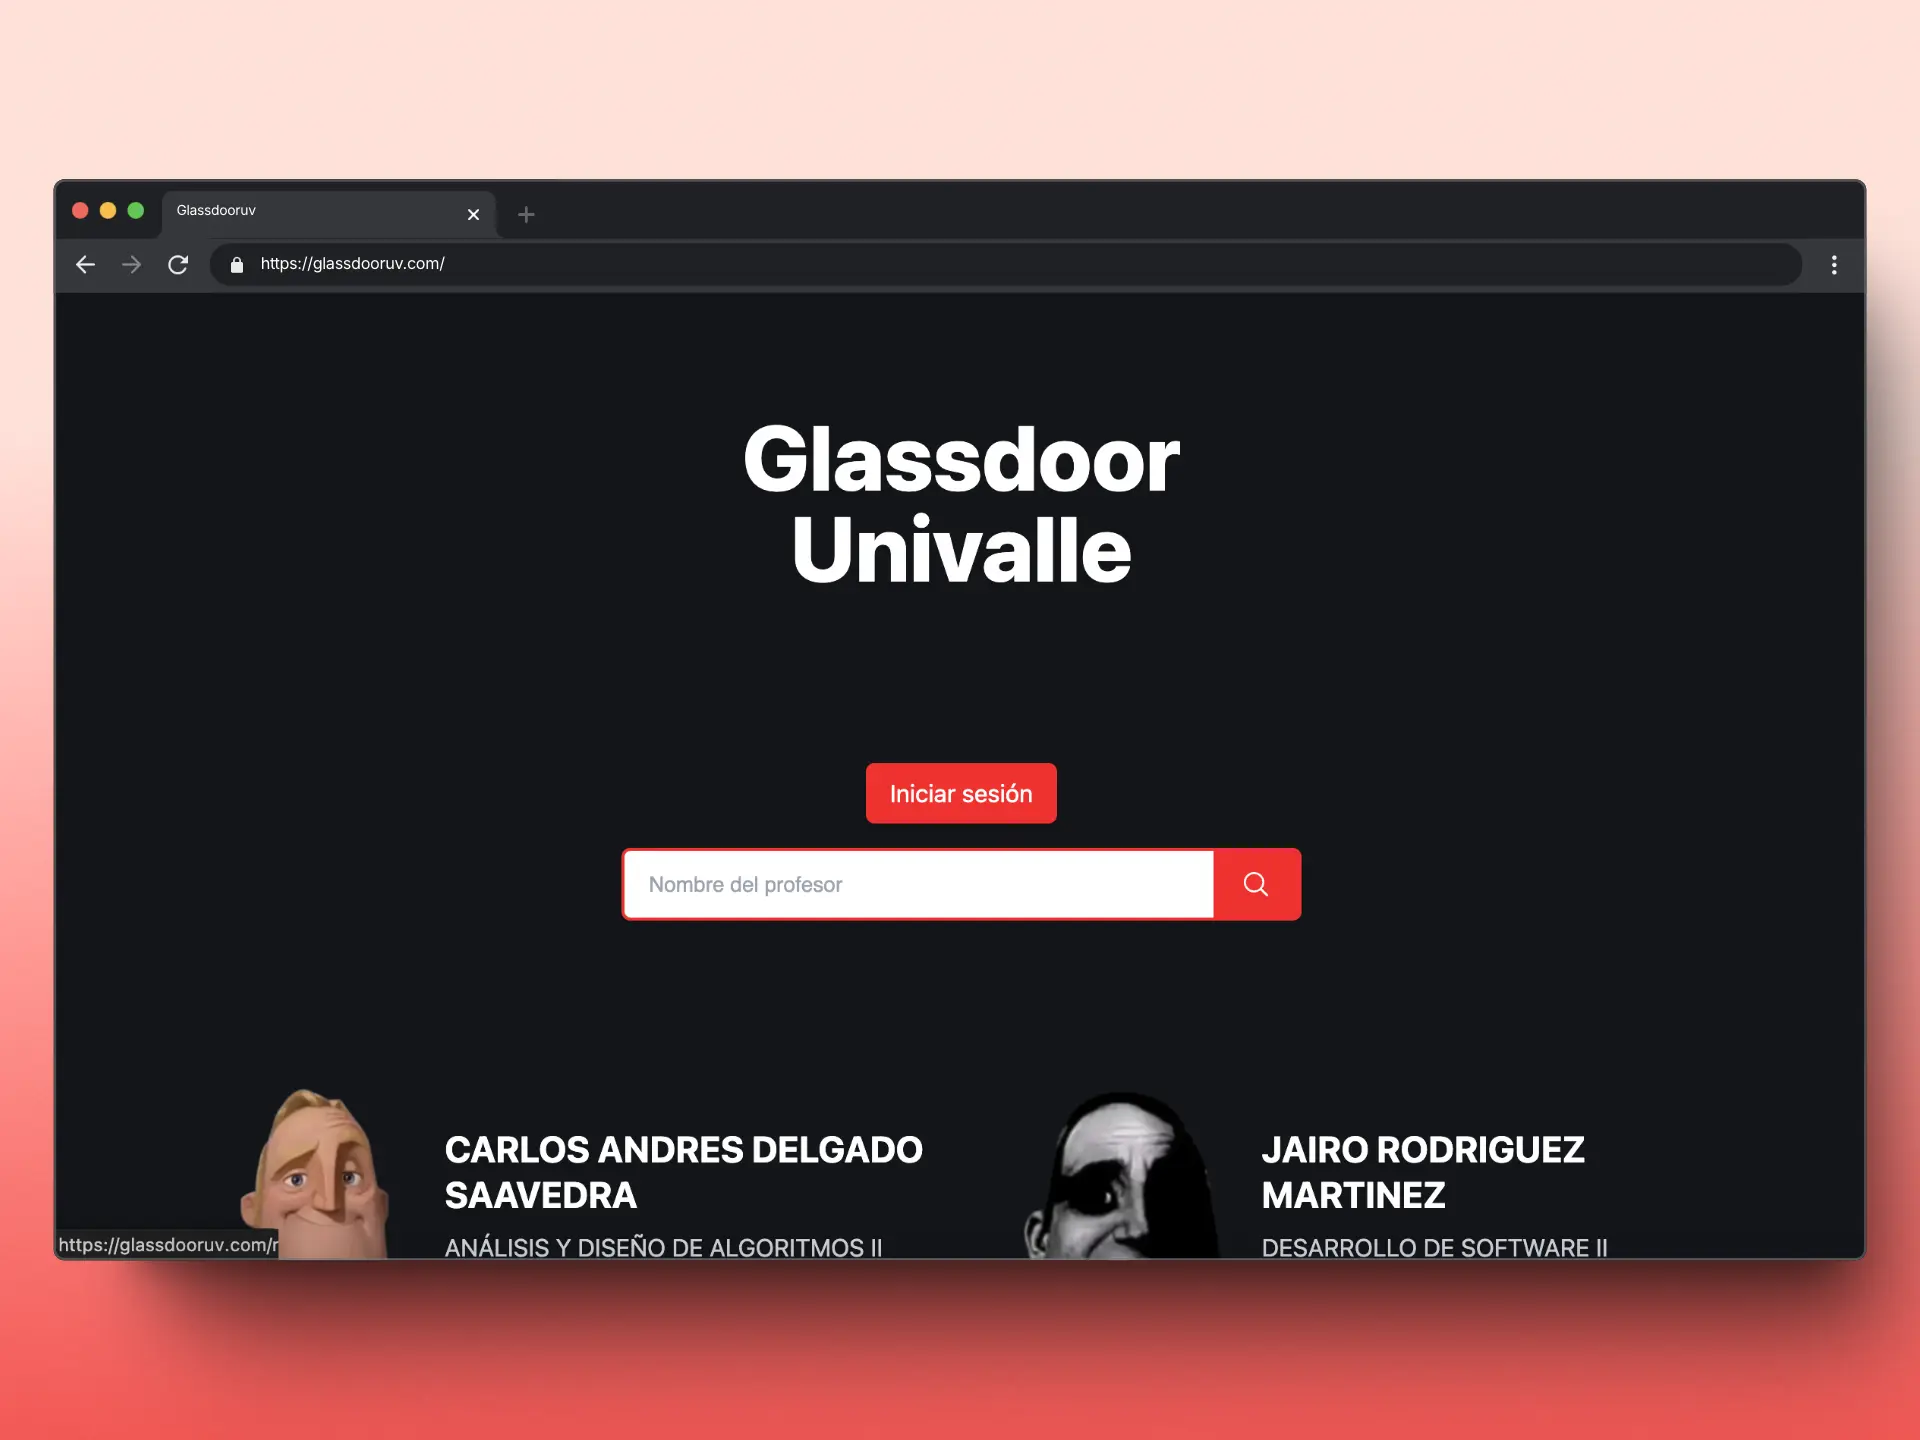 Glassdooruv
https://glassdooruv.com/
Glassdoor
Univalle
Iniciar sesión
Nombre del profesor
CARLOS ANDRES DELGADO
SAAVEDRA
ANÁLISIS Y DISEÑO DE ALGORITMOS II
JAIRO RODRIGUEZ
MARTINEZ
DESARROLLO DE SOFTWARE II
https://glassdooruv.com/r